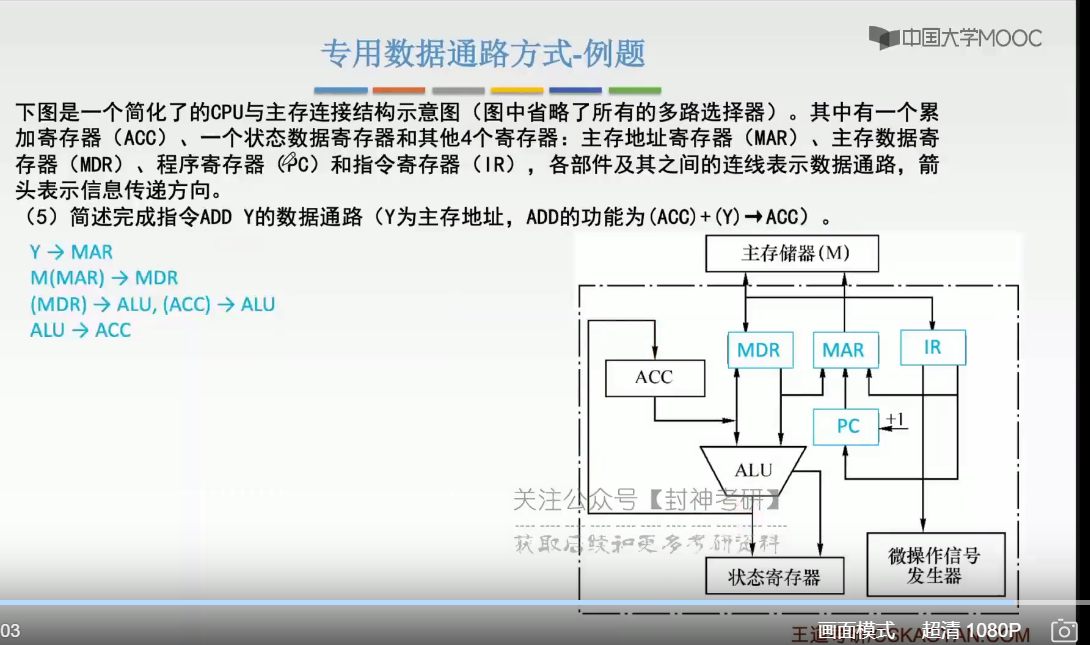 中国大学MOOC
专用数据通路方式-例题
下图是一个简化了的CPU与主存连接结构示意图（图中省略了所有的多路选择器）。其中有一个累
加寄存器（ACC）、一个状态数据寄存器和其他4个寄存器：主存地址寄存器（MAR）、主存数据寄
存器（MDR）、程序寄存器（PC）和指令寄存器（IR），各部件及其之间的连线表示数据通路，箭
头表示信息传递方向。
（5）简述完成指令ADD Y的数据通路（Y为主存地址，ADD的功能为(ACC)+(Y)→ACC）。
Y → MAR
M(MAR) → MDR
(MDR) → ALU, (ACC) → ALU
ALU → ACC
主存储器(M)
MDR
MAR
IR
ACC
PC
+1
ALU
关注公众号【封神考研】
获取后续和更多考研资料
状态寄存器
微操作信号
发生器
03
画面模式
超清 1080P